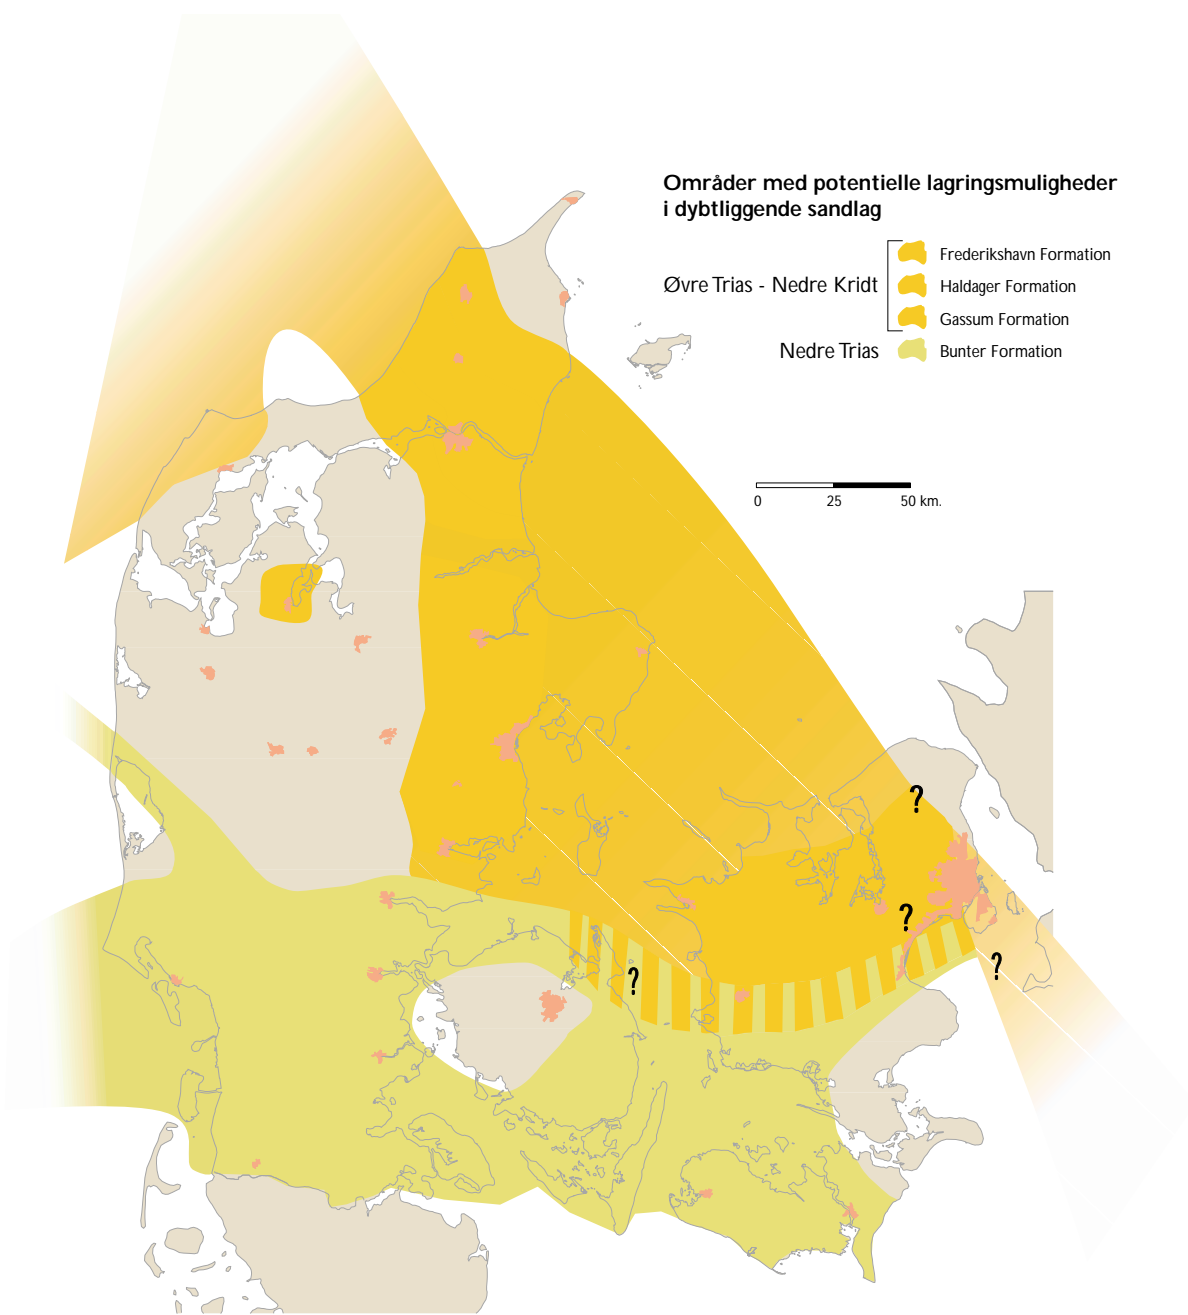 Områder med potentielle lagringsmuligheder
i dybtliggende sandlag
Frederikshavn Formation
Øvre Trias - Nedre Kridt
Haldager Formation
Gassum Formation
Nedre Trias
Bunter Formation
0 25 50 km.
?
?
?
?